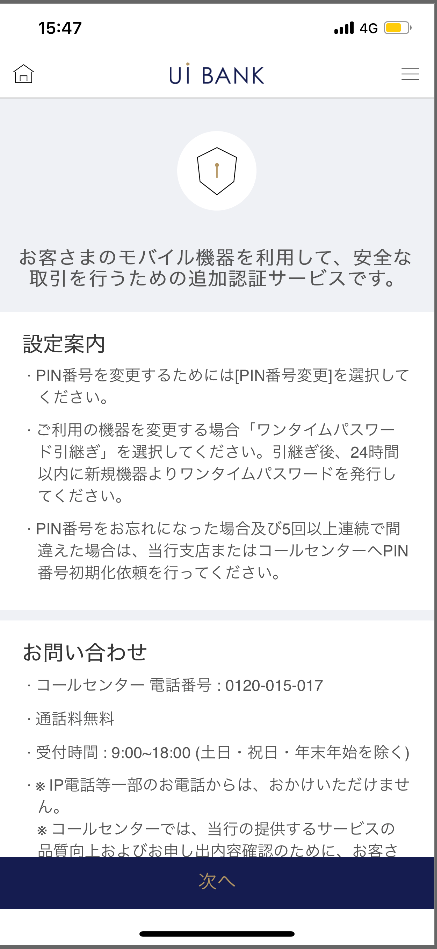 15:47
4G
UI BANK
お客さまのモバイル機器を利用して、安全な
取引を行うための追加認証サービスです。
設定案内
・PIN番号を変更するためには[PIN番号変更]を選択して
ください。
・ご利用の機器を変更する場合「ワンタイムパスワー
ド引継ぎ」を選択してください。引継ぎ後、24時間
以内に新規機器よりワンタイムパスワードを発行し
てください。
・PIN番号をお忘れになった場合及び5回以上連続で間
違えた場合は、当行支店またはコールセンターへPIN
番号初期化依頼を行ってください。
お問い合わせ
・コールセンター 電話番号 : 0120-015-017
・通話料無料
・受付時間 : 9:00~18:00 (土日・祝日・年末年始を除く)
・※ IP電話等一部のお電話からは、おかけいただけませ
ん。
※ コールセンターでは、当行の提供するサービスの
品質向上およびお申し出内容確認のために、お客さ
次へ